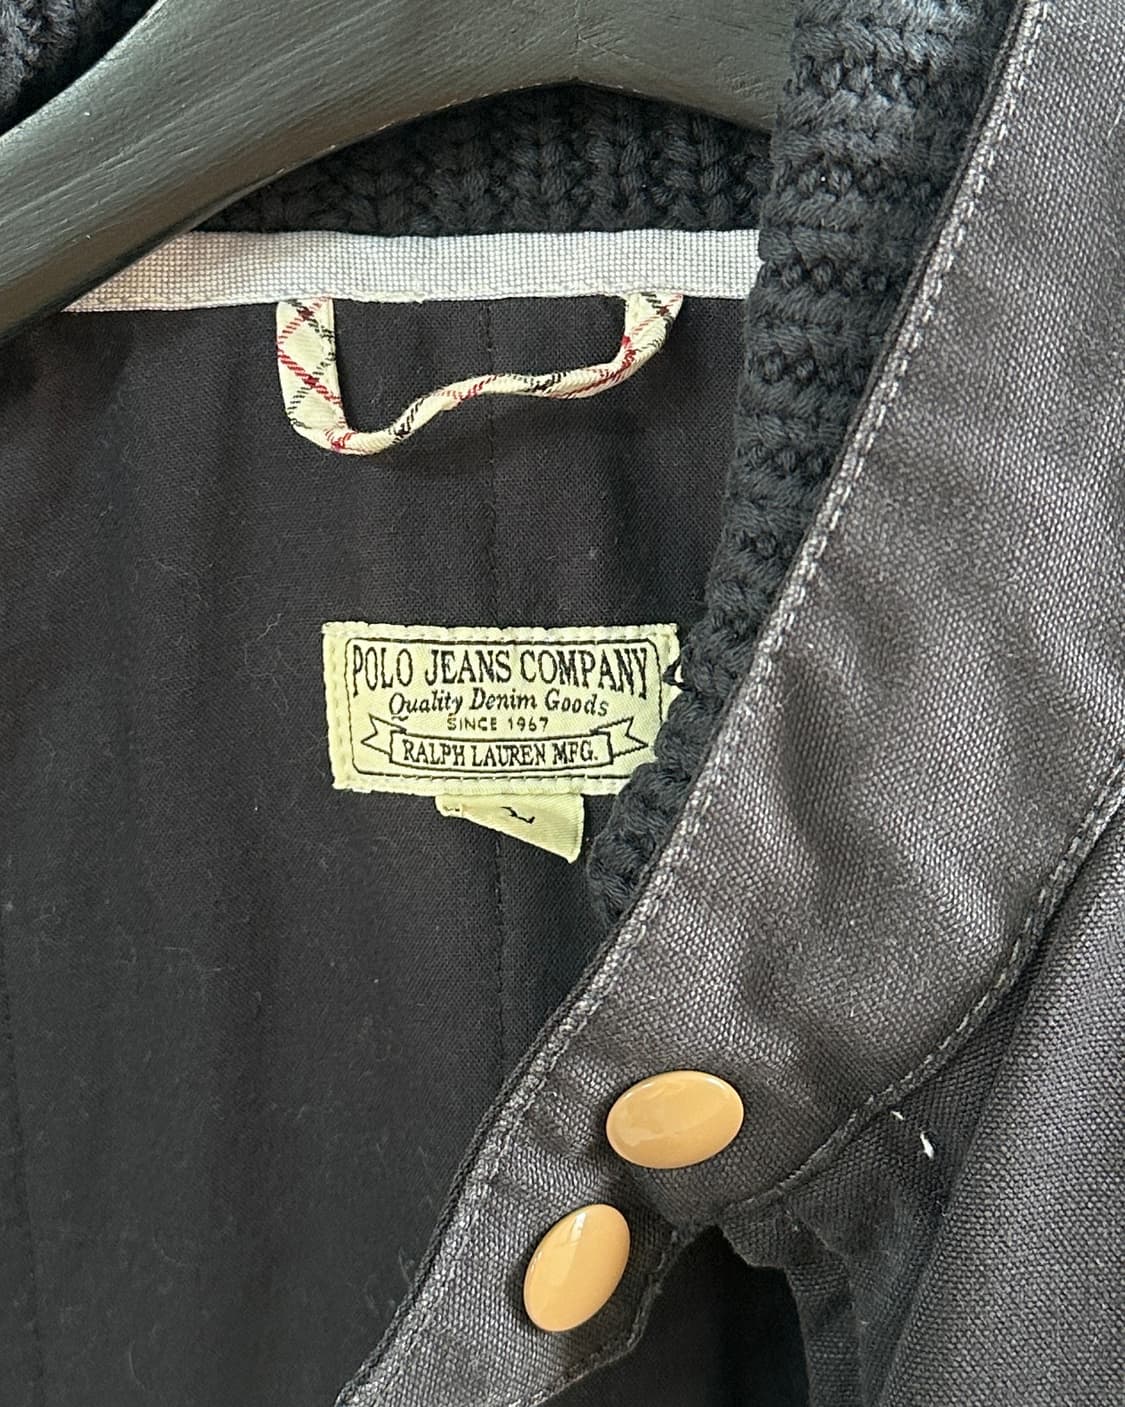 POLO JEANS COMPANY
Quality Denim Goods
SINCE 1967
RALPH LAUREN MFG.
L